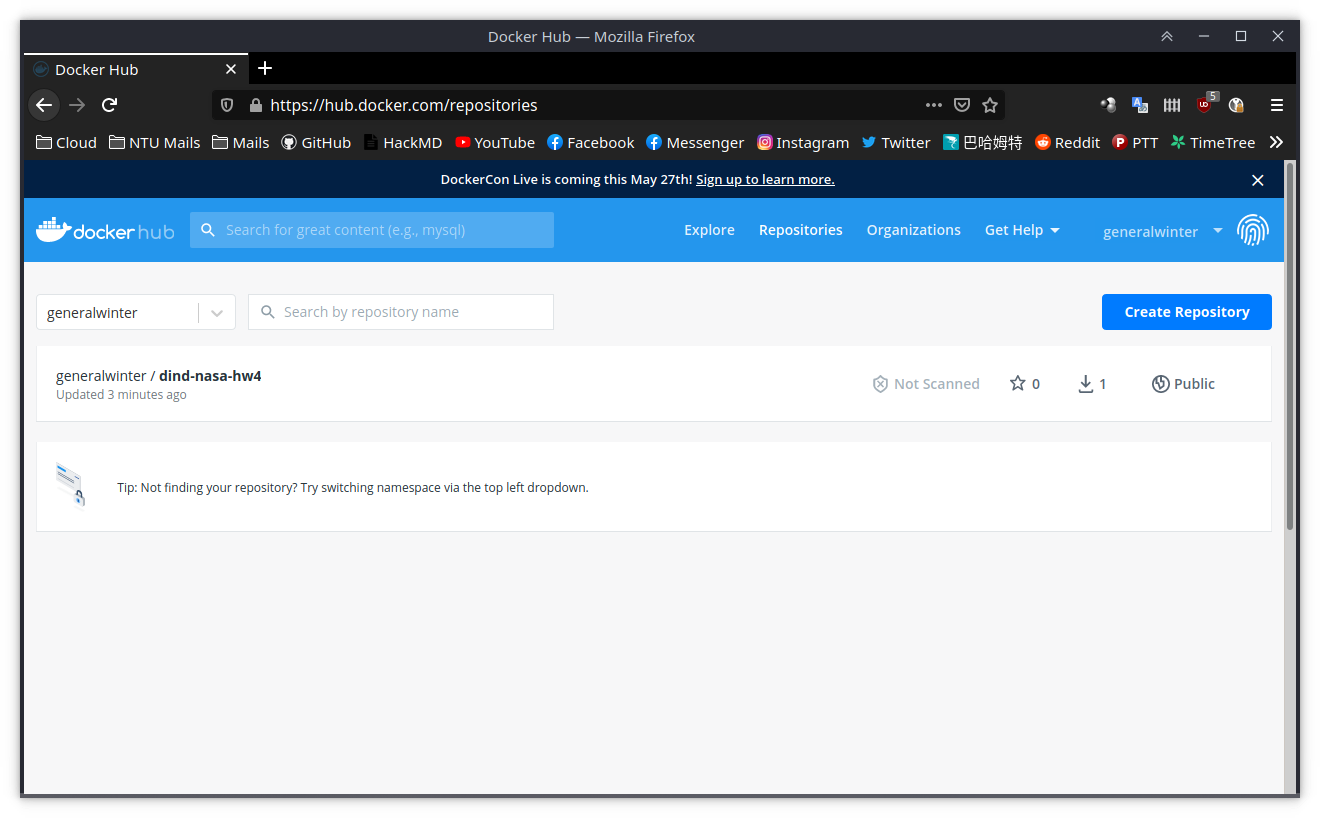 Docker Hub — Mozilla Firefox
Docker Hub
https://hub.docker.com/repositories
5
Cloud NTU Mails Mails GitHub HackMD YouTube Facebook Messenger Instagram Twitter 巴哈姆特 Reddit PTT TimeTree
DockerCon Live is coming this May 27th! Sign up to learn more.
docker hub Search for great content (e.g., mysql) Explore Repositories Organizations Get Help generalwinter
generalwinter Search by repository name Create Repository
generalwinter / dind-nasa-hw4 Not Scanned 0 1 Public
Updated 3 minutes ago
Tip: Not finding your repository? Try switching namespace via the top left dropdown.